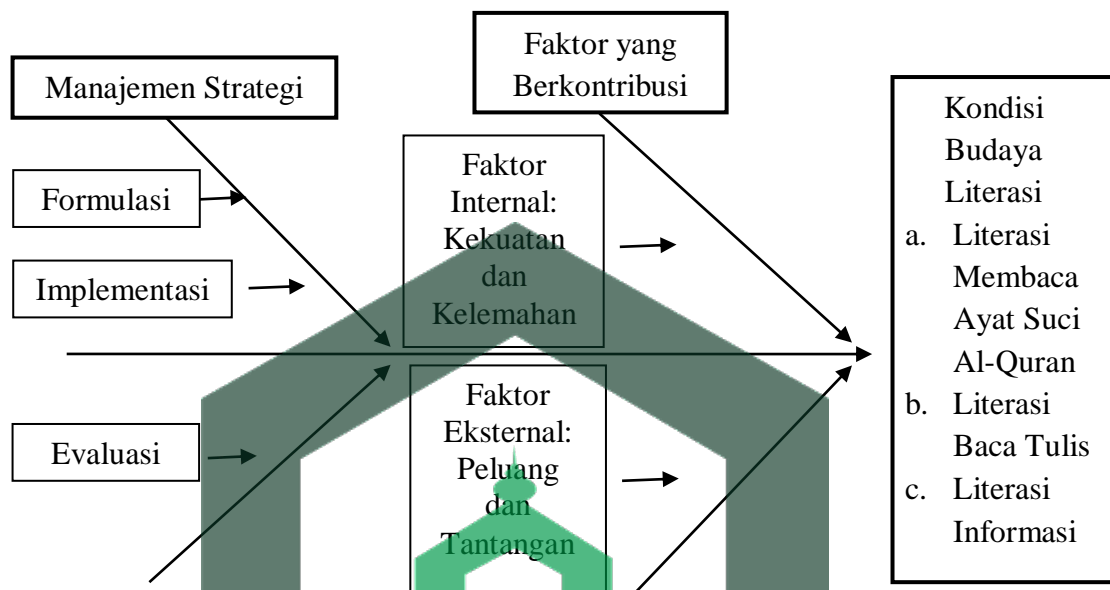 Manajemen Strategi
Faktor yang
Berkontribusi
Formulasi
Implementasi
Evaluasi
Faktor
Internal:
Kekuatan
dan
Kelemahan
Faktor
Eksternal:
Peluang
dan
Tantangan
Kondisi
Budaya
Literasi
a. Literasi
Membaca
Ayat Suci
Al-Quran
b. Literasi
Baca Tulis
c. Literasi
Informasi